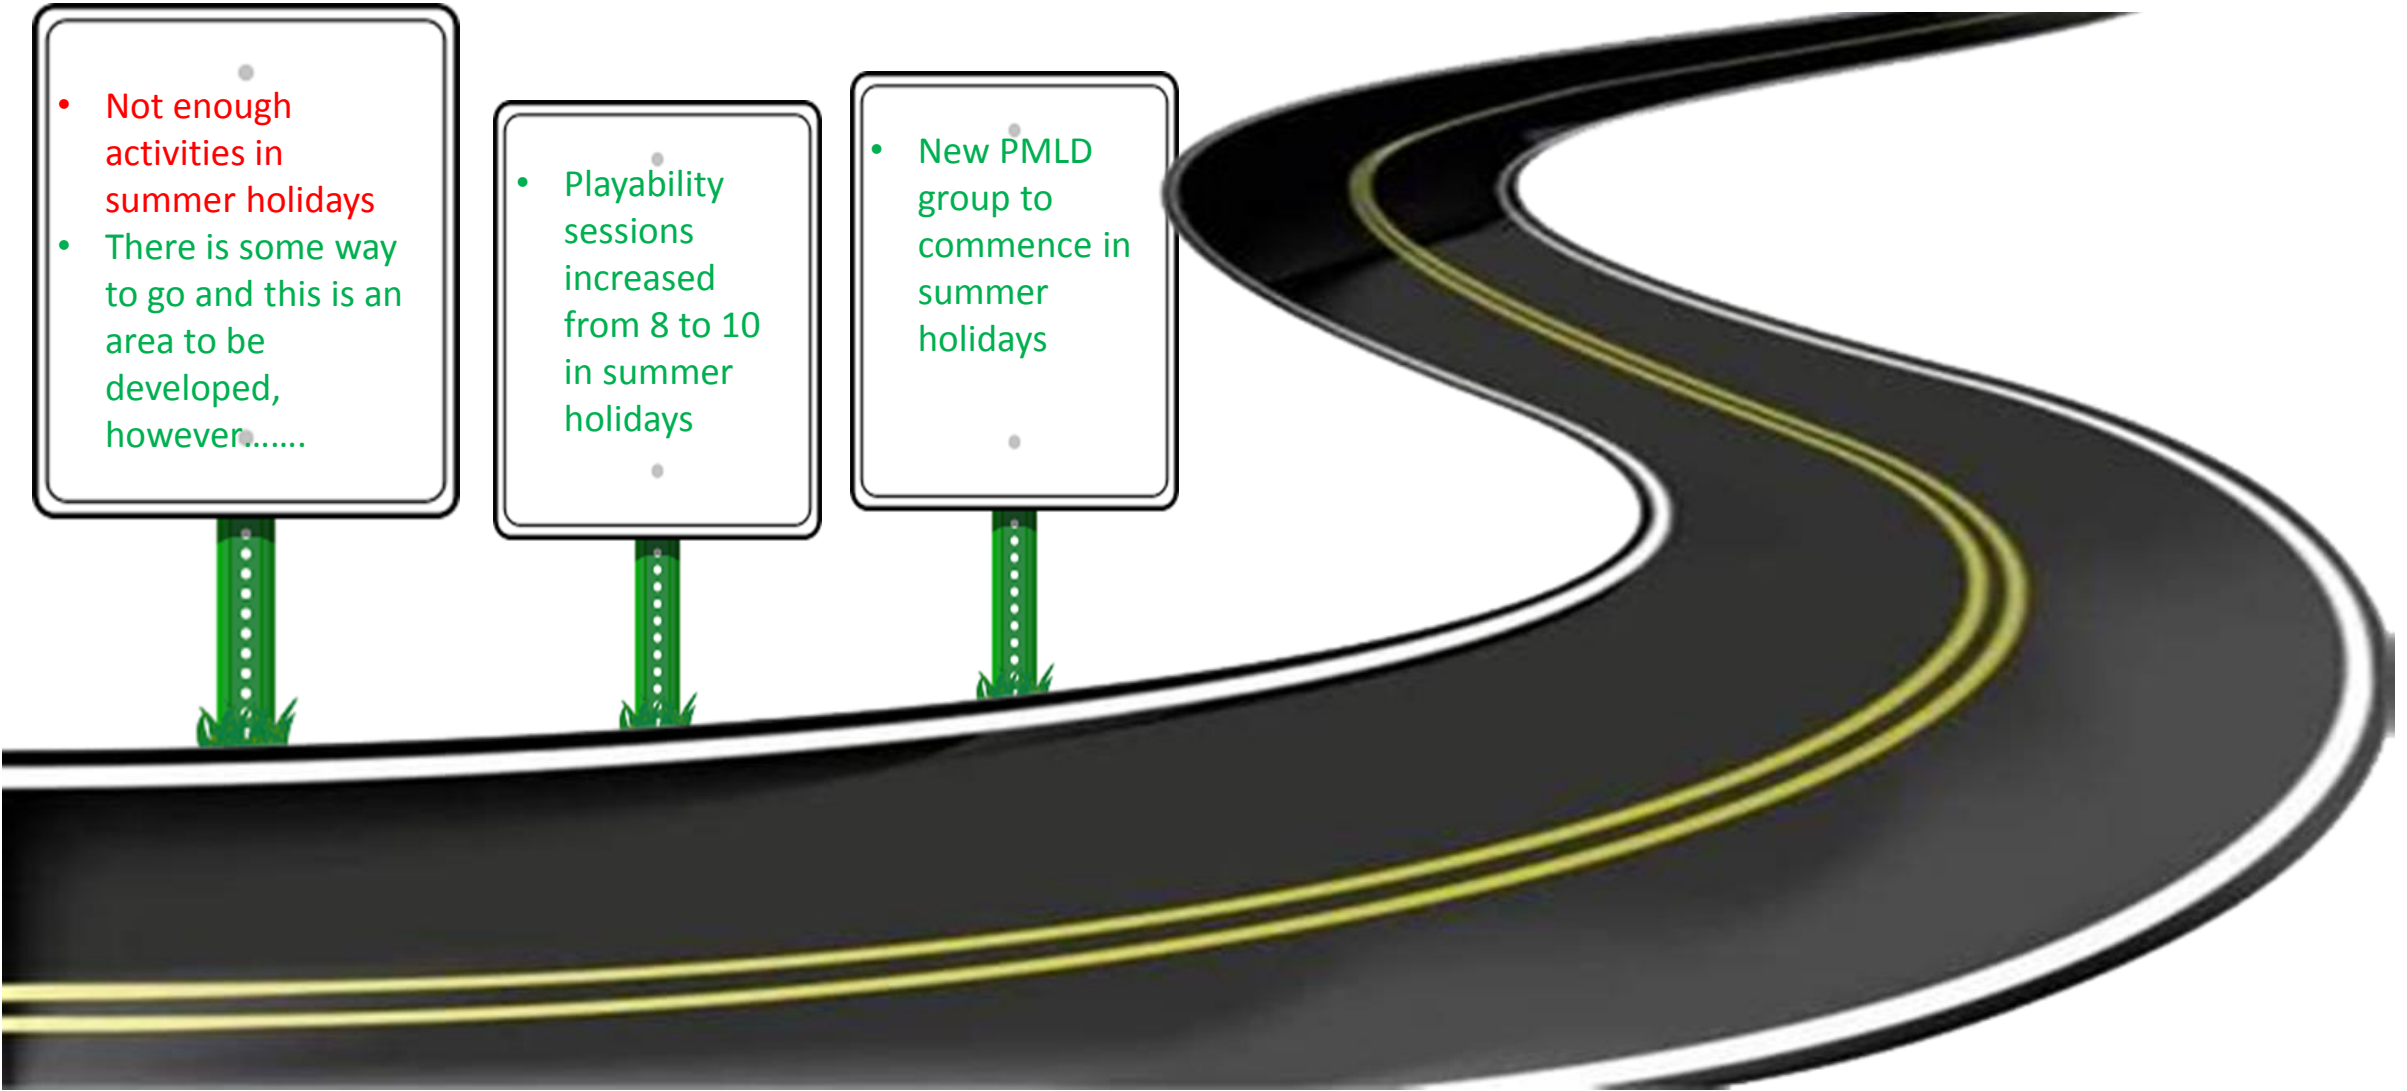 • Not enough
activities in
summer holidays
• There is some way
to go and this is an
area to be
developed,
however.......
• Playability
sessions
increased
from 8 to 10
in summer
holidays
• New PMLD
group to
commence in
summer
holidays